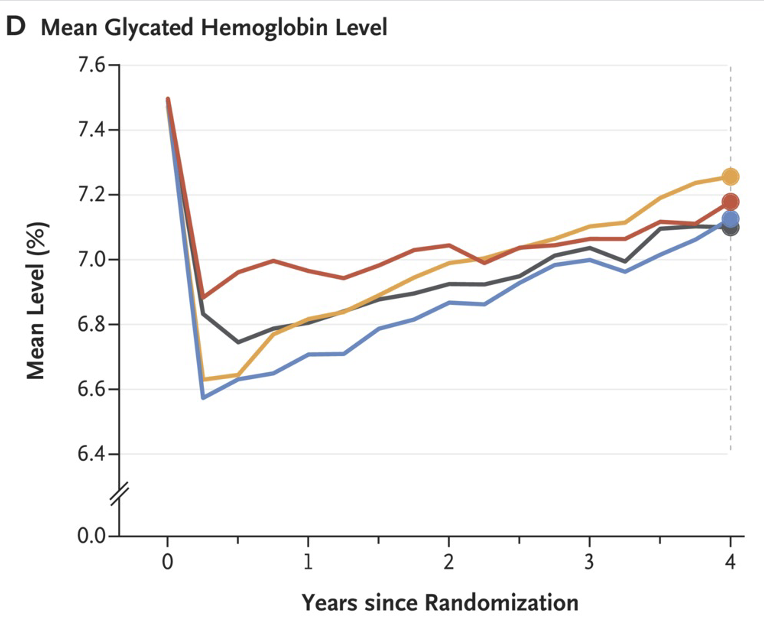 D Mean Glycated Hemoglobin Level
7.6
7.4
7.2
7.0
6.8
6.6
6.4
0.0
Mean Level (%)
0 1 2 3 4
Years since Randomization